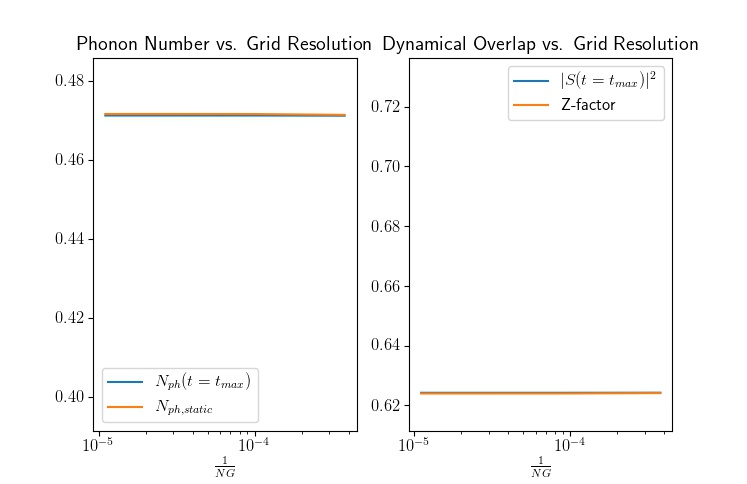 Phonon Number vs. Grid Resolution
0.48
0.46
0.44
0.42
0.40
N_{ph}(t = t_{max})
N_{ph,static}
10^{-5}
10^{-4}
\frac{1}{NG}
Dynamical Overlap vs. Grid Resolution
|S(t = t_{max})|^2
Z-factor
0.72
0.70
0.68
0.66
0.64
0.62
10^{-5}
10^{-4}
\frac{1}{NG}